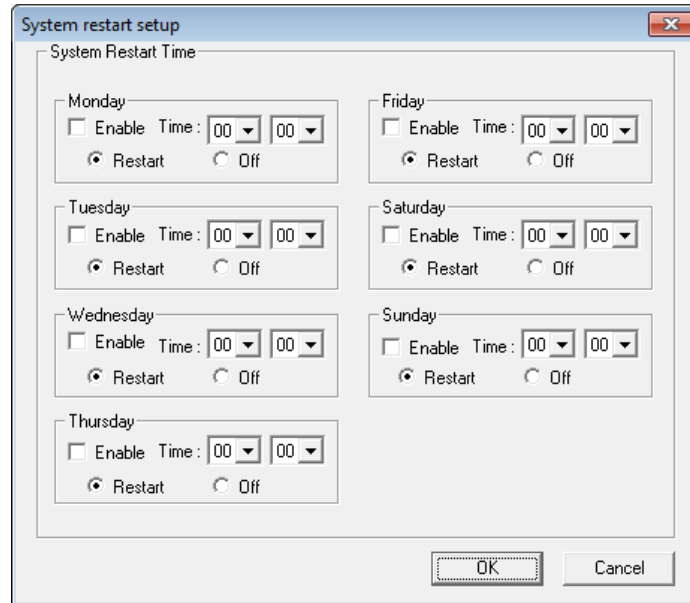 System restart setup
System Restart Time
Monday
Enable Time : 00 00
Restart Off
Tuesday
Enable Time : 00 00
Restart Off
Wednesday
Enable Time : 00 00
Restart Off
Thursday
Enable Time : 00 00
Restart Off
Friday
Enable Time : 00 00
Restart Off
Saturday
Enable Time : 00 00
Restart Off
Sunday
Enable Time : 00 00
Restart Off
OK Cancel